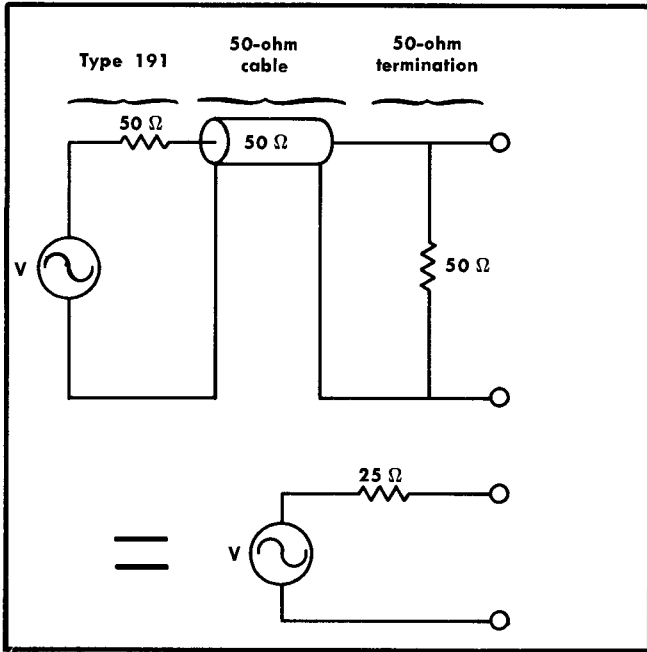 Type 191
50-ohm
cable
50-ohm
termination
50 Ω
50 Ω
V
50 Ω
25 Ω
V